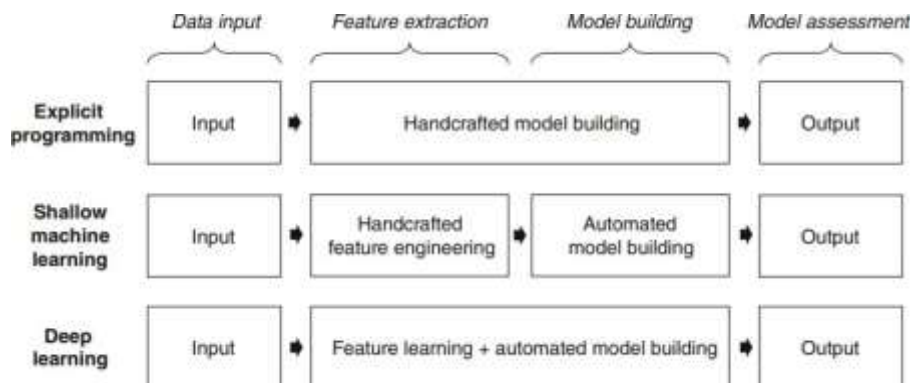 Data input
Feature extraction
Model building
Model assessment
Explicit
programming
Input
Handcrafted model building
Output
Shallow
machine
learning
Input
Handcrafted
feature engineering
Automated
model building
Output
Deep
learning
Input
Feature learning + automated model building
Output